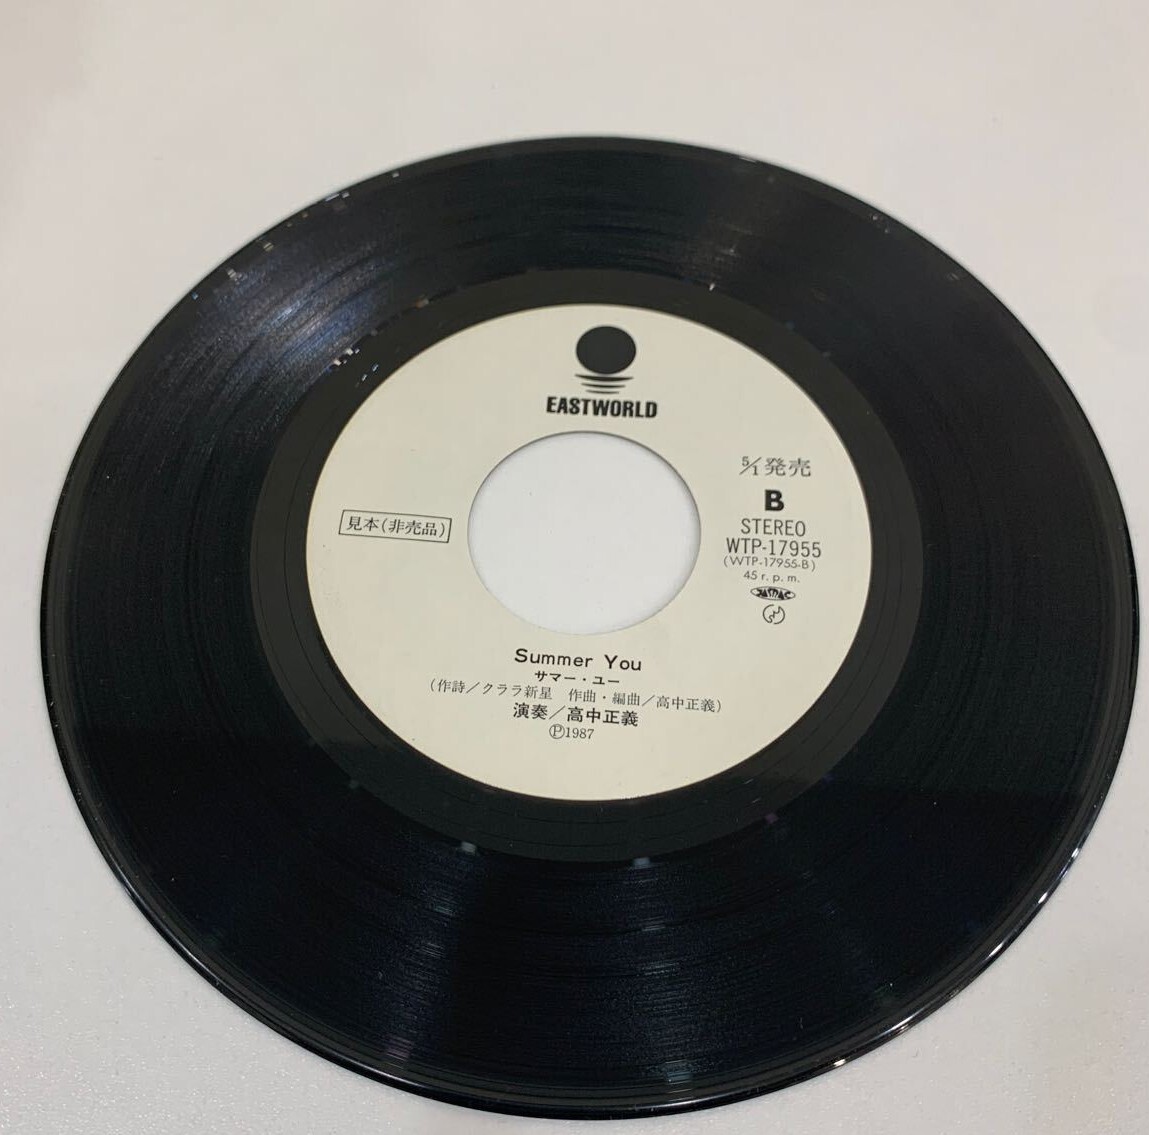 EASTWORLD
5/1発売
B
STEREO
WTP-17955
(WTP-17955-B)
45 r. p. m.
JASRAC
見本(非売品)
Summer You
サマー・ユー
(作詩／クララ新星 作曲・編曲／高中正義)
演奏／高中正義
Ⓟ1987